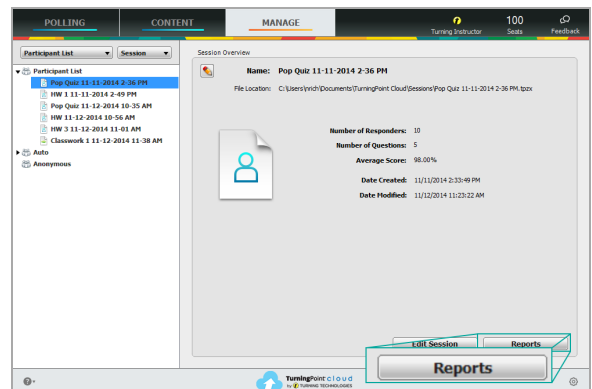 POLLING CONTENT MANAGE Turning Instructor 100 Seats Feedback
Participant List Session
Participant List
Pop Quiz 11-11-2014 2-36 PM
HW 1 11-11-2014 2-49 PM
Pop Quiz 11-12-2014 10-35 AM
HW 11-12-2014 10-56 AM
HW 3 11-12-2014 11-01 AM
Classwork 1 11-12-2014 11-38 AM
Auto
Anonymous
Session Overview
Name: Pop Quiz 11-11-2014 2-36 PM
File Location: C:\Users\nrich\Documents\TurningPoint Cloud\Sessions\Pop Quiz 11-11-2014 2-36 PM.tpzx
Number of Responders: 10
Number of Questions: 5
Average Score: 98.00%
Date Created: 11/11/2014 2:33:49 PM
Date Modified: 11/12/2014 11:23:22 AM
Edit Session Reports
Reports
TurningPoint cloud
by TURNING TECHNOLOGIES